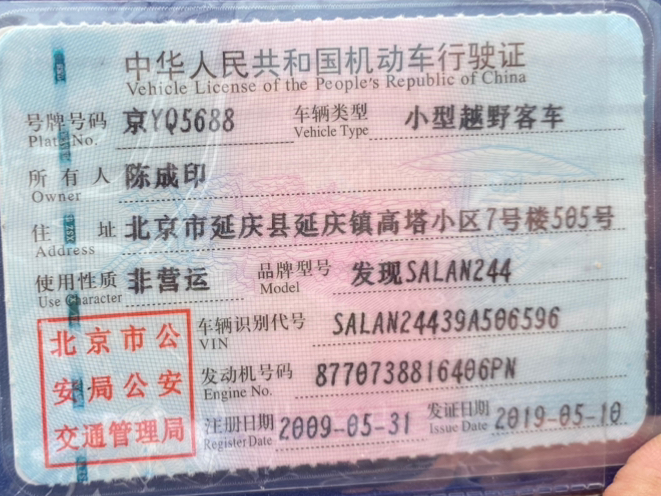 中华人民共和国机动车行驶证
Vehicle License of the People's Republic of China
号牌号码 京YQ5688 车辆类型 小型越野客车
Plate No. Vehicle Type
所有人 陈成印
Owner
住址 北京市延庆县延庆镇高塔小区7号楼505号
Address
使用性质 非营运 品牌型号 发现SALAN244
Use Character Model
北京市公安局公安交通管理局
车辆识别代号 SALAN24439A506596
VIN
发动机号码 8770738816406PN
Engine No.
注册日期 2009-05-31 发证日期 2019-05-10
Register Date Issue Date